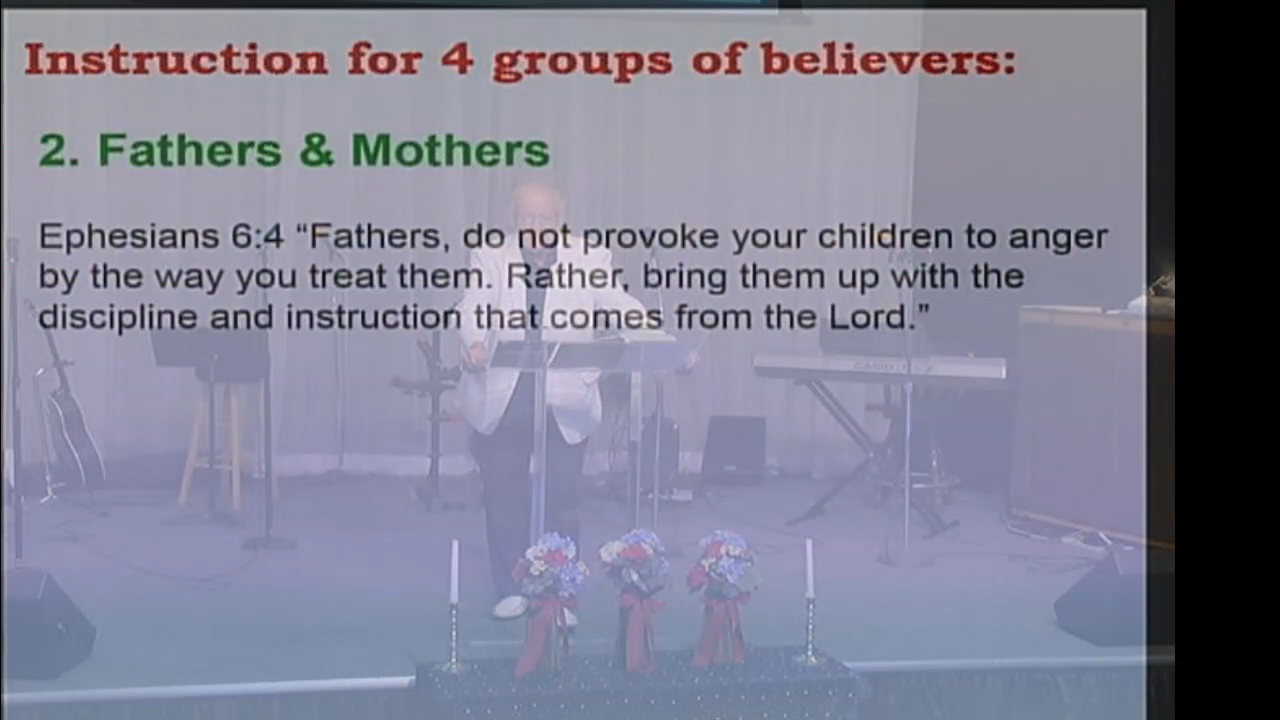 Instruction for 4 groups of believers:
2. Fathers & Mothers
Ephesians 6:4 “Fathers, do not provoke your children to anger
by the way you treat them. Rather, bring them up with the
discipline and instruction that comes from the Lord.”
CASIO